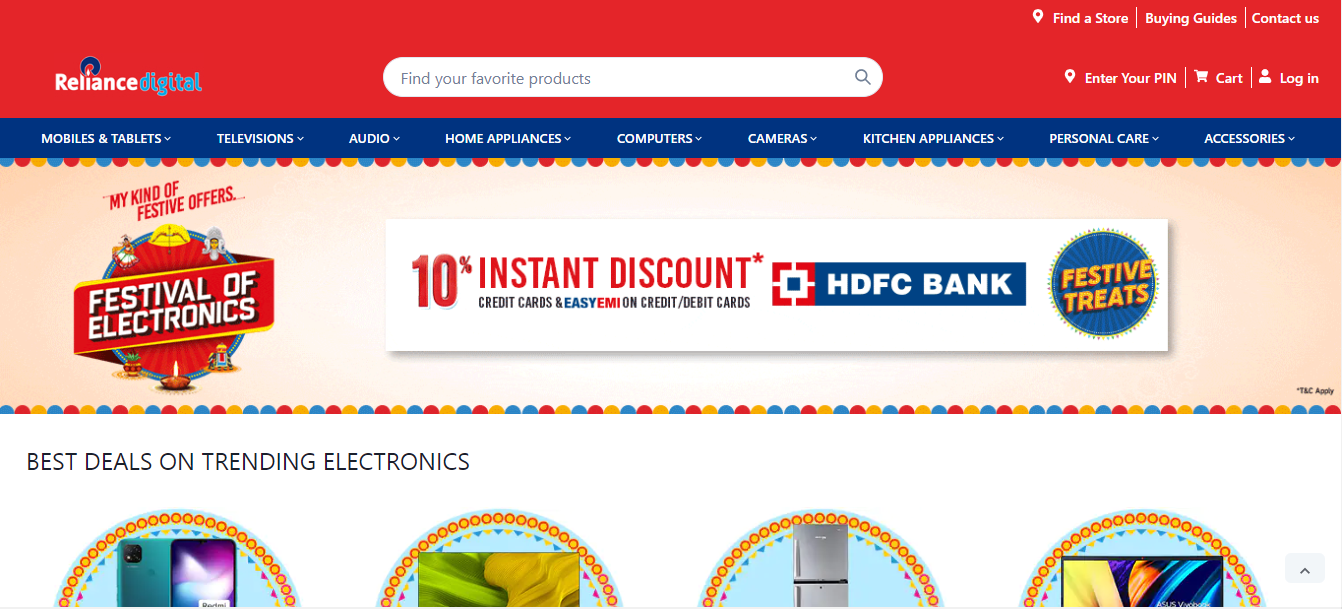 Find a Store
Buying Guides
Contact us
Reliance digital
Find your favorite products
Enter Your PIN
Cart
Log in
MOBILES & TABLETS
TELEVISIONS
AUDIO
HOME APPLIANCES
COMPUTERS
CAMERAS
KITCHEN APPLIANCES
PERSONAL CARE
ACCESSORIES
MY KIND OF
FESTIVE OFFERS...
FESTIVAL OF
ELECTRONICS
10% INSTANT DISCOUNT*
CREDIT CARDS & EASYEMI ON CREDIT/DEBIT CARDS
HDFC BANK
FESTIVE
TREATS
*T&C Apply
BEST DEALS ON TRENDING ELECTRONICS
Redmi
ASUS Vivobook